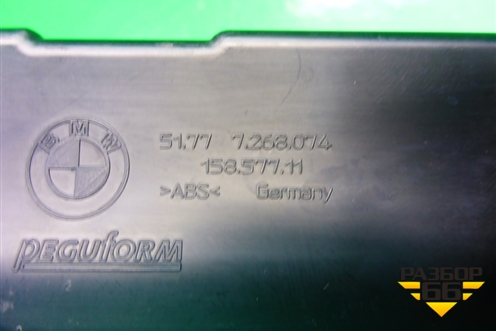 BMW
51.77 7.268.074
158.577.11
>ABS< Germany
peguform
РАЗБОР
66